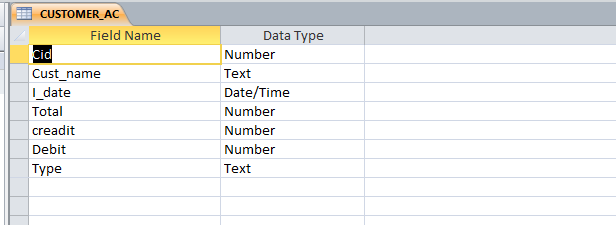 CUSTOMER_AC
Field Name Data Type
Cid Number
Cust_name Text
I_date Date/Time
Total Number
creadit Number
Debit Number
Type Text